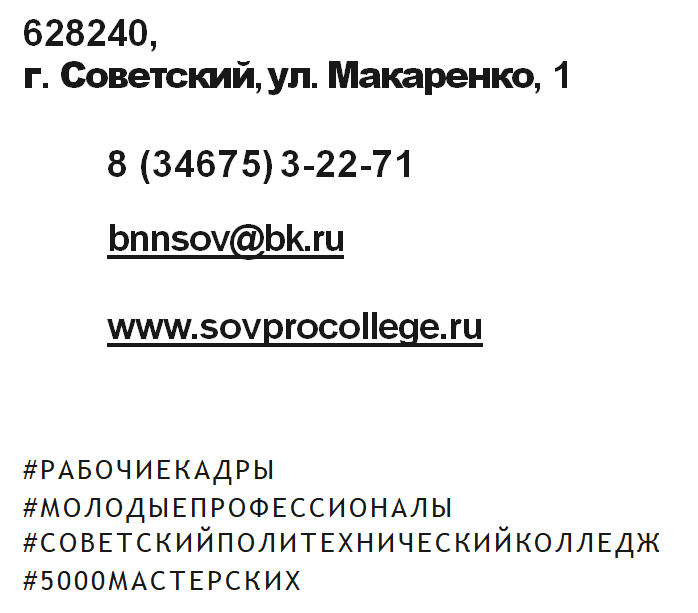 628240,
г. Советский, ул. Макаренко, 1
8 (34675) 3-22-71
bnnsov@bk.ru
www.sovprocollege.ru
#РАБОЧИЕКАДРЫ
#МОЛОДЫЕПРОФЕССИОНАЛЫ
#СОВЕТСКИЙПОЛИТЕХНИЧЕСКИЙКОЛЛЕДЖ
#5000МАСТЕРСКИХ